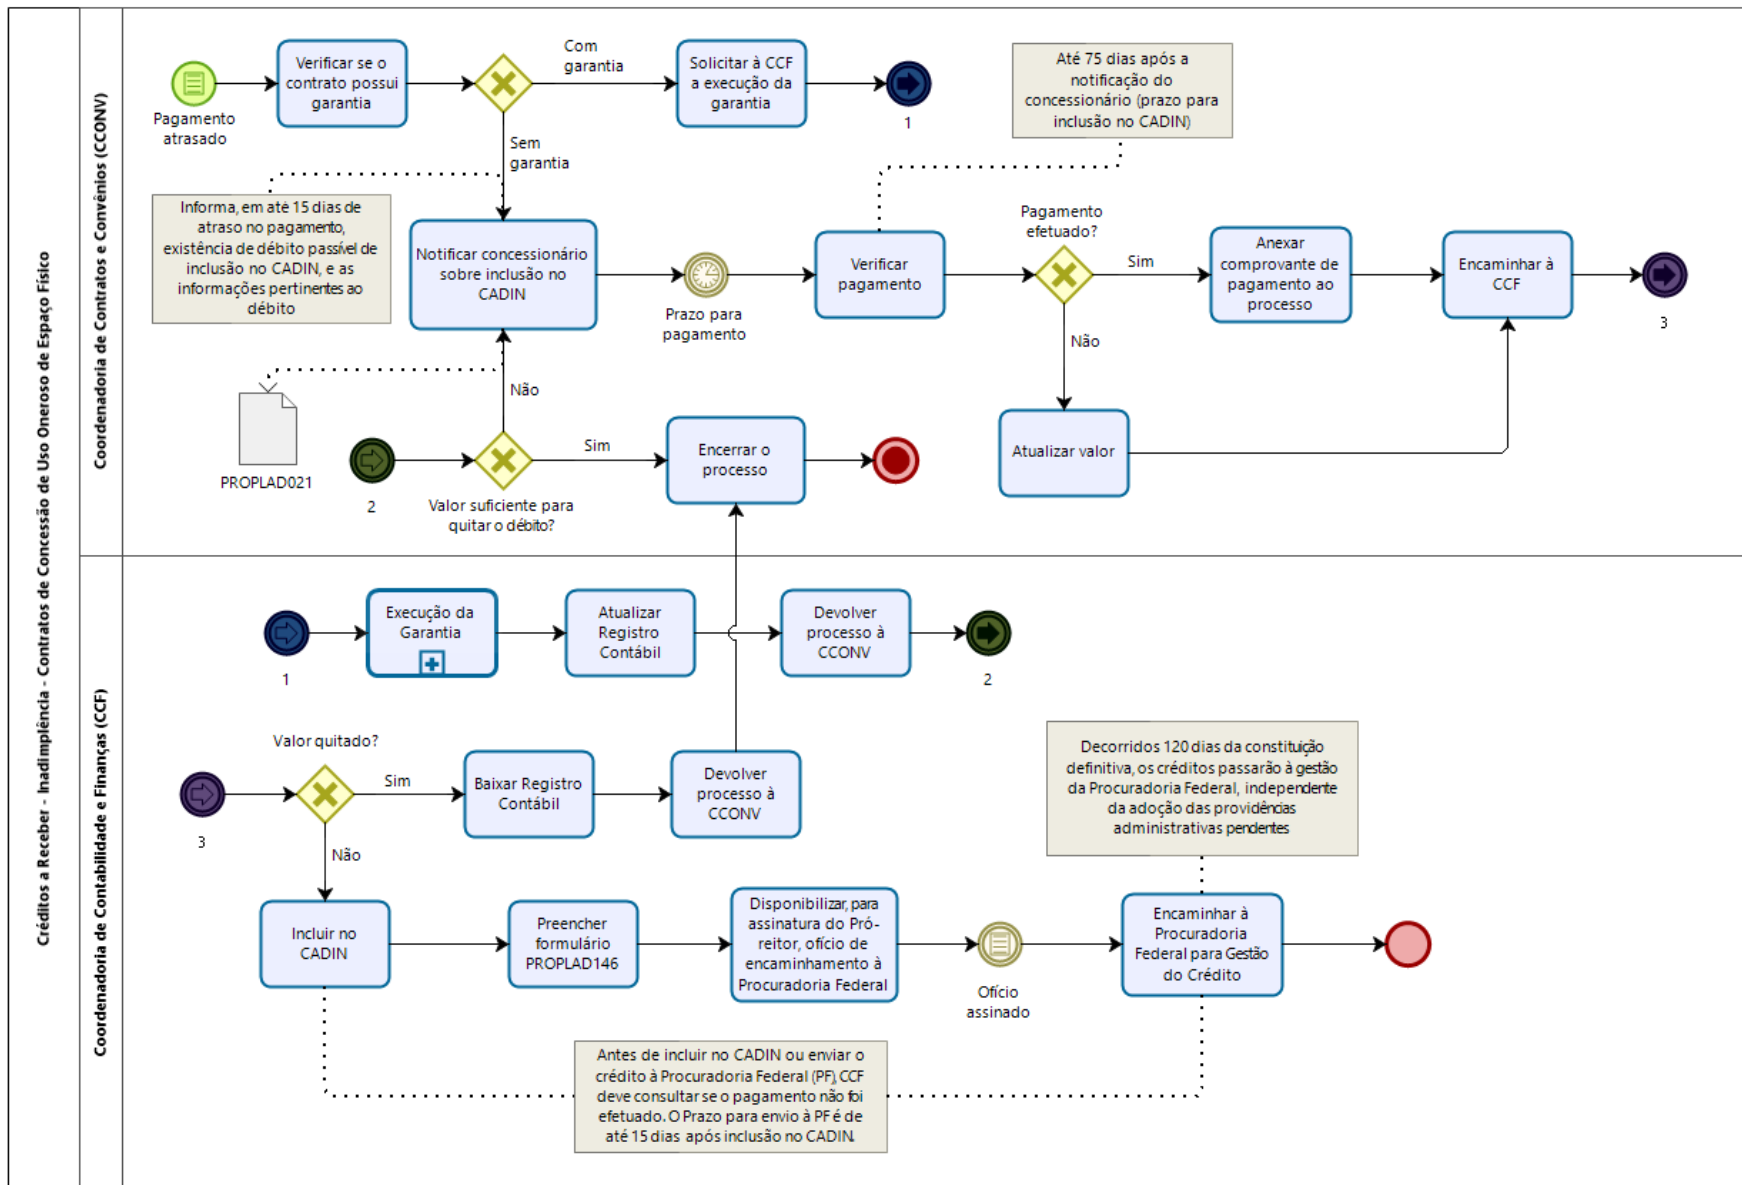 Créditos a Receber - Inadimplência - Contratos de Concessão de Uso Oneroso de Espaço Físico
Coordenadoria de Contratos e Convênios (CCONV)
Pagamento
atrasado
Verificar se o
contrato possui
garantia
Com
garantia
Sem
garantia
Solicitar à CCF
a execução da
garantia
1
Até 75 dias após a
notificação do
concessionário (prazo para
inclusão no CADIN)
Informa, em até 15 dias de
atraso no pagamento,
existência de débito passível de
inclusão no CADIN, e as
informações pertinentes ao
débito
Notificar concessionário
sobre inclusão no
CADIN
Prazo para
pagamento
Verificar
pagamento
Pagamento
efetuado?
Sim
Não
Anexar
comprovante de
pagamento ao
processo
Encaminhar à
CCF
3
Atualizar valor
PROPLAD021
2
Não
Sim
Valor suficiente para
quitar o débito?
Encerrar o
processo
Coordenadoria de Contabilidade e Finanças (CCF)
1
Execução da
Garantia
Atualizar
Registro
Contábil
Devolver
processo à
CCONV
2
3
Valor quitado?
Sim
Não
Baixar Registro
Contábil
Devolver
processo à
CCONV
Decorridos 120 dias da constituição
definitiva, os créditos passarão à gestão
da Procuradoria Federal, independente
da adoção das providências
administrativas pendentes
Incluir no
CADIN
Preencher
formulário
PROPLAD146
Disponibilizar, para
assinatura do Pró-
reitor, ofício de
encaminhamento à
Procuradoria Federal
Ofício
assinado
Encaminhar à
Procuradoria
Federal para Gestão
do Crédito
Antes de incluir no CADIN ou enviar o
crédito à Procuradoria Federal (PF), CCF
deve consultar se o pagamento não foi
efetuado. O Prazo para envio à PF é de
até 15 dias após inclusão no CADIN.